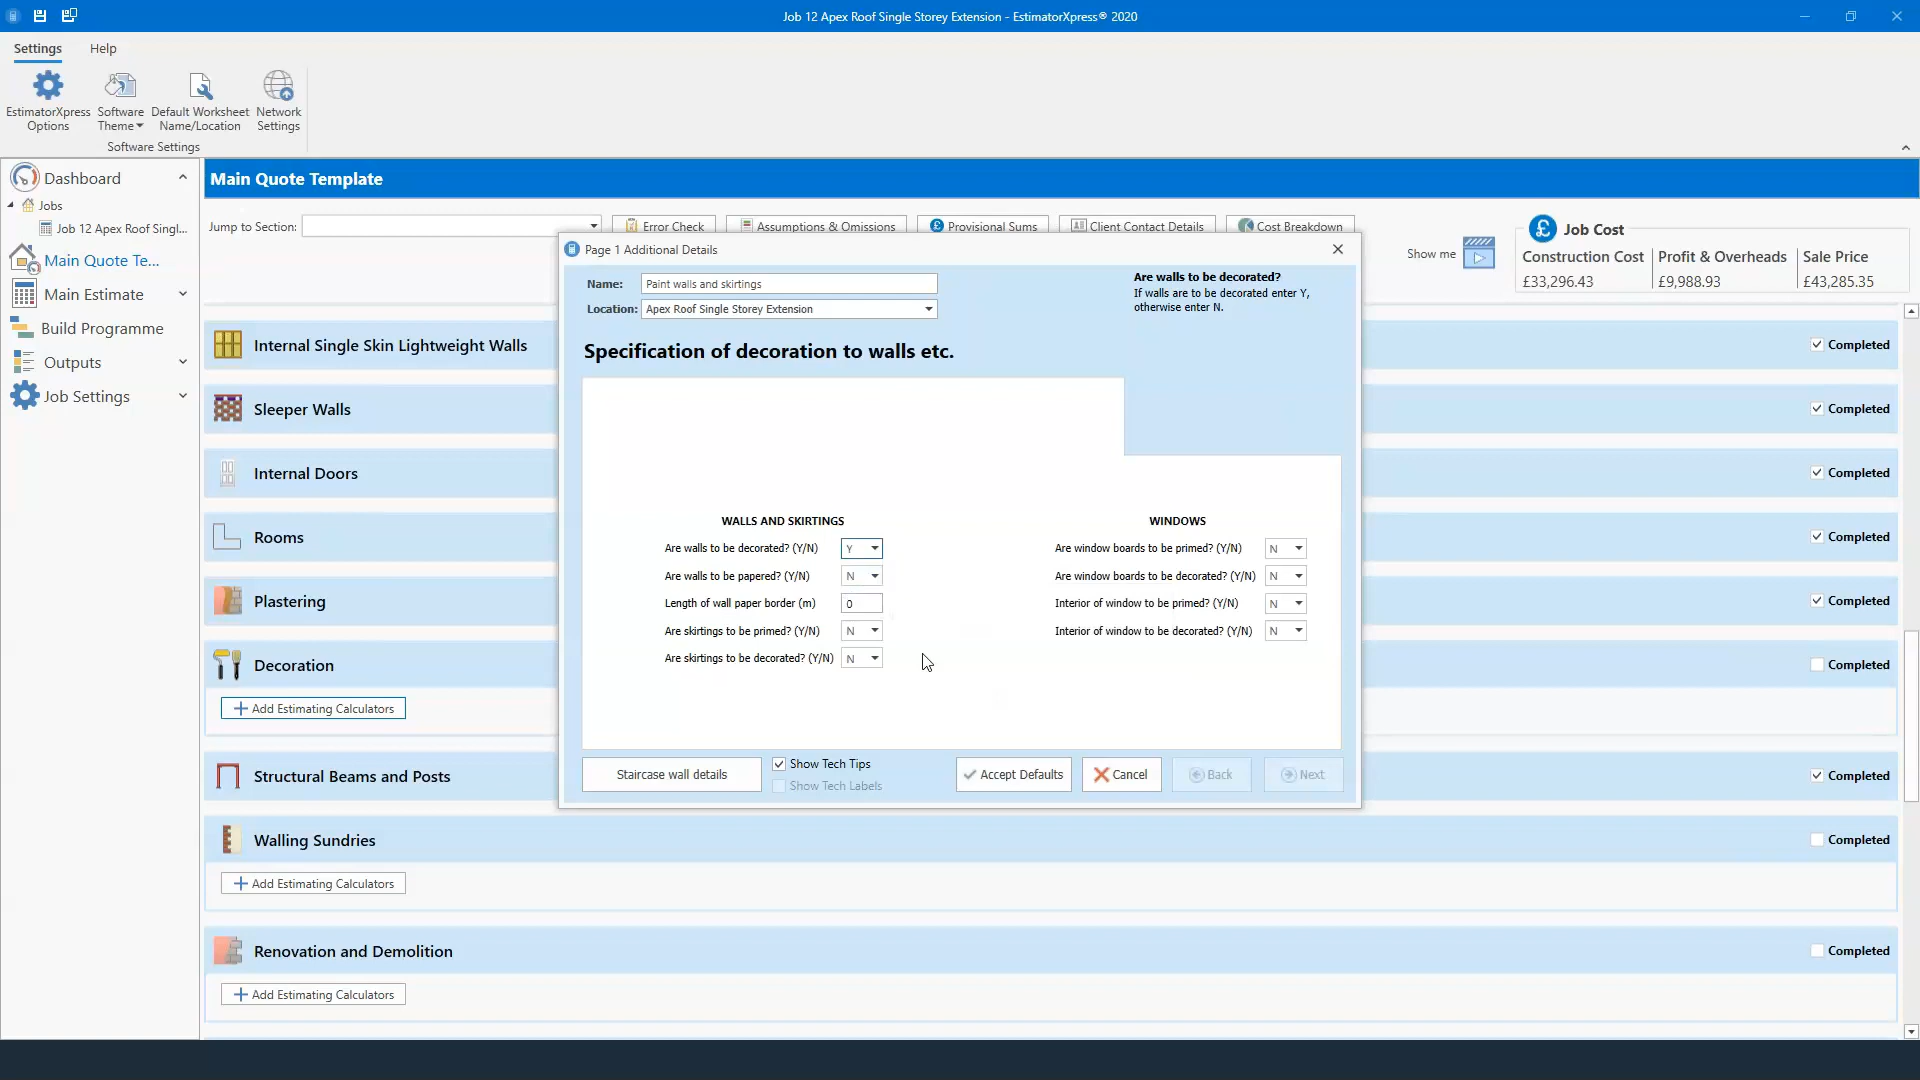 Job 12 Apex Roof Single Storey Extension - EstimatorXpress® 2020
Settings
Help
EstimatorXpress Options
Software Theme
Default Worksheet Name/Location
Network Settings
Software Settings
Dashboard
Jobs
Job 12 Apex Roof Singl...
Main Quote Te...
Main Estimate
Build Programme
Outputs
Job Settings
Main Quote Template
Jump to Section:
Error Check
Assumptions & Omissions
Provisional Sums
Client Contact Details
Cost Breakdown
Show me
Job Cost
Construction Cost
Profit & Overheads
Sale Price
£33,296.43
£9,988.93
£43,285.35
Internal Single Skin Lightweight Walls
Completed
Sleeper Walls
Completed
Internal Doors
Completed
Rooms
Completed
Plastering
Completed
Decoration
Completed
Add Estimating Calculators
Structural Beams and Posts
Completed
Walling Sundries
Completed
Add Estimating Calculators
Renovation and Demolition
Completed
Add Estimating Calculators
Page 1 Additional Details
Name:
Paint walls and skirtings
Location:
Apex Roof Single Storey Extension
Are walls to be decorated?
If walls are to be decorated enter Y,
otherwise enter N.
Specification of decoration to walls etc.
WALLS AND SKIRTINGS
Are walls to be decorated? (Y/N) Y
Are walls to be papered? (Y/N) N
Length of wall paper border (m) 0
Are skirtings to be primed? (Y/N) N
Are skirtings to be decorated? (Y/N) N
WINDOWS
Are window boards to be primed? (Y/N) N
Are window boards to be decorated? (Y/N) N
Interior of window to be primed? (Y/N) N
Interior of window to be decorated? (Y/N) N
Staircase wall details
Show Tech Tips
Show Tech Labels
Accept Defaults
Cancel
Back
Next